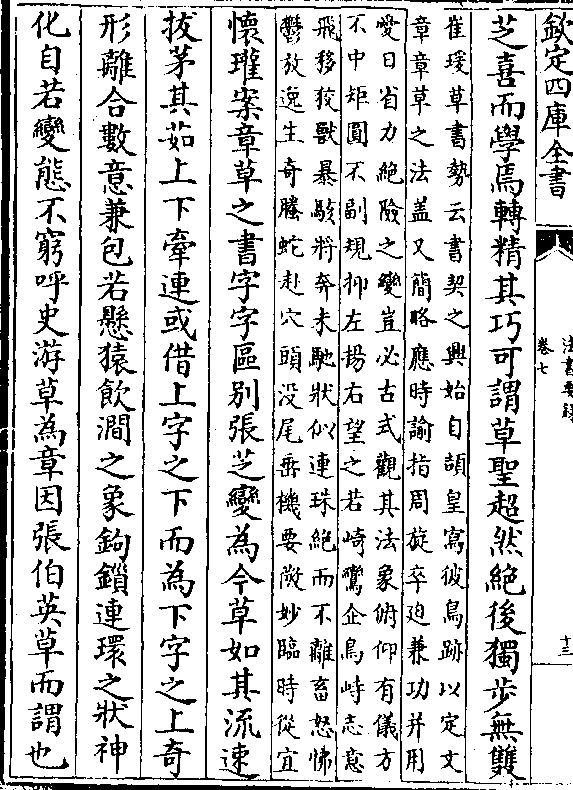 欽定四庫全書
法書要録
卷七
十三
芝喜而學焉轉精其巧可謂草聖超然絶後獨步無雙
崔瑗草書勢云書契之興始自頡皇寫彼鳥跡以定文
章章草之法盖又簡略應時諭指周旋卒迫兼功并用
愛日省力絶險之變豈必古式觀其法象俯仰有儀方
不中矩圓不副規抑左揚右望之若崎鸞企鳥峙志意
飛移狡獸暴駭將奔未馳狀似連珠絶而不離畜怒怫
鬱放逸生奇騰蛇赴穴頭没尾垂機要微妙臨時從宜
懷瓘案章草之書字字區别張芝變為今草如其流速
拔茅其茹上下牽連或借上字之下而為下字之上奇
形離合數意兼包若懸猿飲澗之象鉤鎖連環之狀神
化自若變態不窮呼史游草為章因張伯英草而謂也